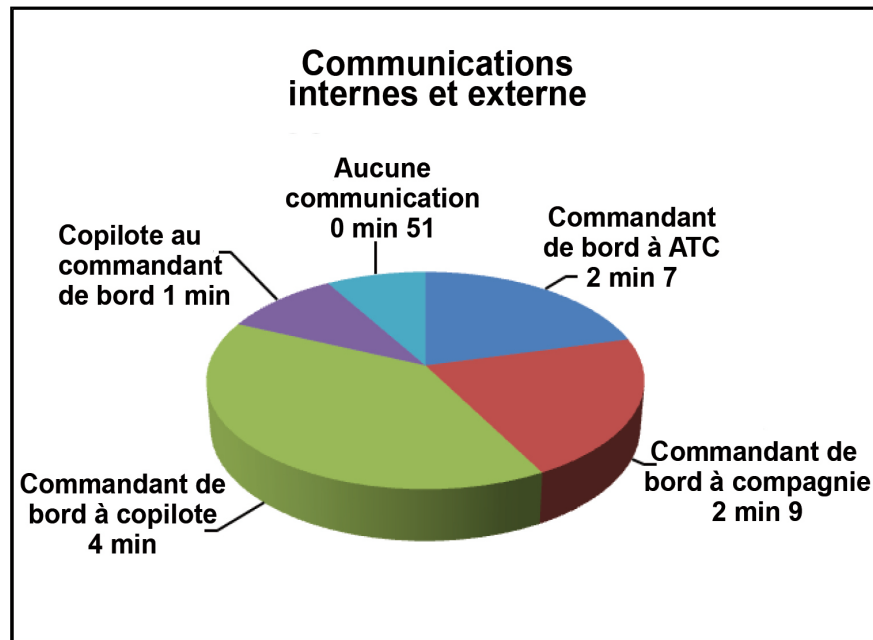 Communications
internes et externe
Aucune
communication
0 min 51
Commandant
de bord à ATC
2 min 7
Copilote au
commandant
de bord 1 min
Commandant de
bord à compagnie
2 min 9
Commandant de
bord à copilote
4 min